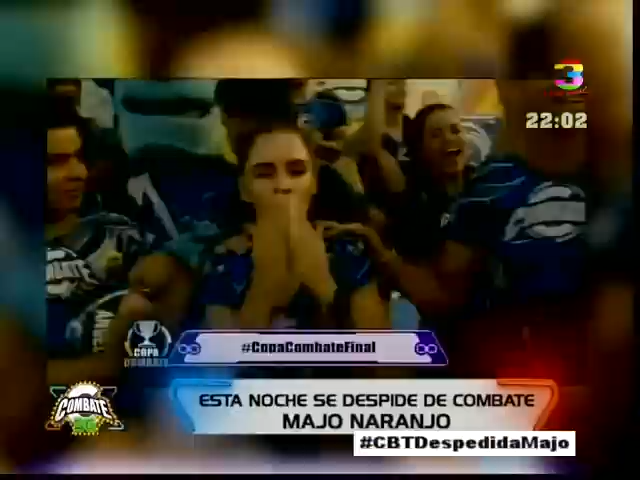 3
22:02
#CopaCombateFinal
COPA
COMBATE
ESTA NOCHE SE DESPIDE DE COMBATE
MAJO NARANJO
COMBATE
#CBTDespedidaMajo